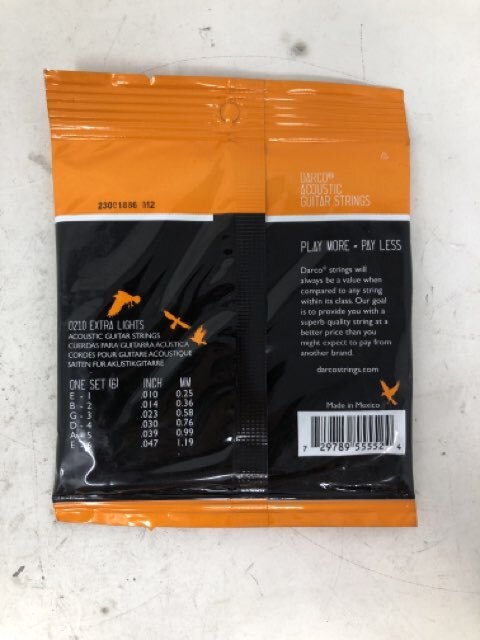 23001886 M2
DARCO®
ACOUSTIC
GUITAR STRINGS
PLAY MORE - PAY LESS
Darco® strings will
always be a value when
compared to any string
within its class. Our goal
is to provide you with a
superb quality string at a
better price than you
might expect to pay from
another brand.
darcostrings.com
Made in Mexico
7 29789 55552 4
D210 EXTRA LIGHTS
ACOUSTIC GUITAR STRINGS
CUERDAS PARA GUITARRA ACÚSTICA
CORDES POUR GUITARE ACOUSTIQUE
SAITEN FÜR AKUSTIKGITARRE
ONE SET (6) INCH MM
E - 1 .010 0.25
B - 2 .014 0.36
G - 3 .023 0.58
D - 4 .030 0.76
A - 5 .039 0.99
E - 6 .047 1.19